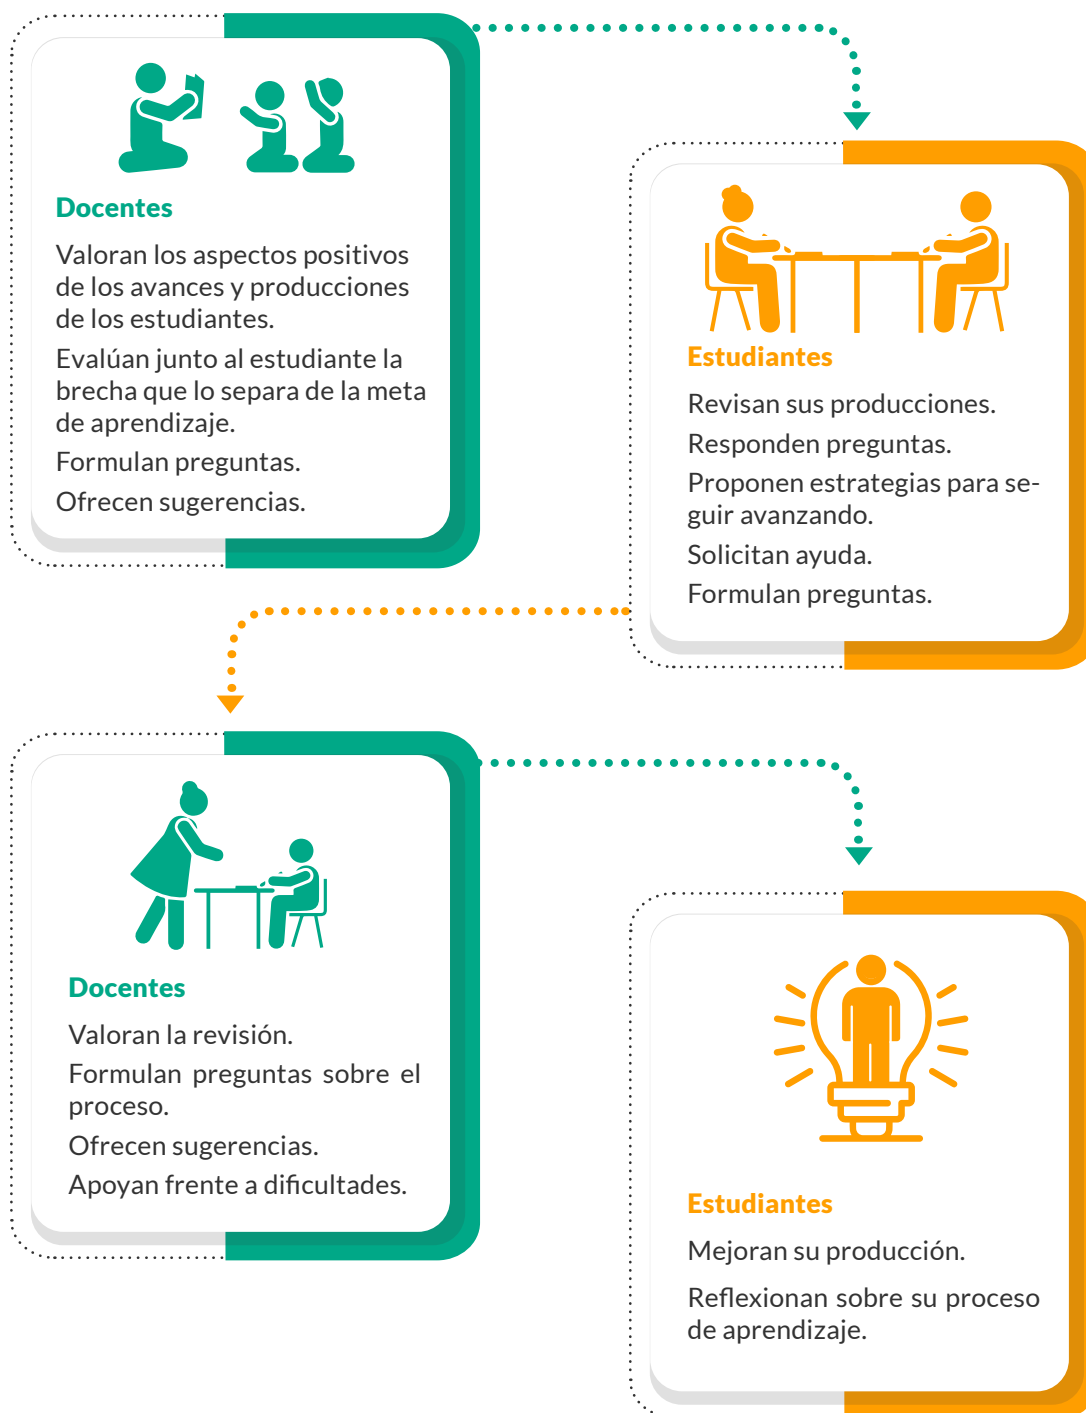 Docentes
Valoran los aspectos positivos
de los avances y producciones
de los estudiantes.
Evalúan junto al estudiante la
brecha que lo separa de la meta
de aprendizaje.
Formulan preguntas.
Ofrecen sugerencias.
Estudiantes
Revisan sus producciones.
Responden preguntas.
Proponen estrategias para se-
guir avanzando.
Solicitan ayuda.
Formulan preguntas.
Docentes
Valoran la revisión.
Formulan preguntas sobre el
proceso.
Ofrecen sugerencias.
Apoyan frente a dificultades.
Estudiantes
Mejoran su producción.
Reflexionan sobre su proceso
de aprendizaje.